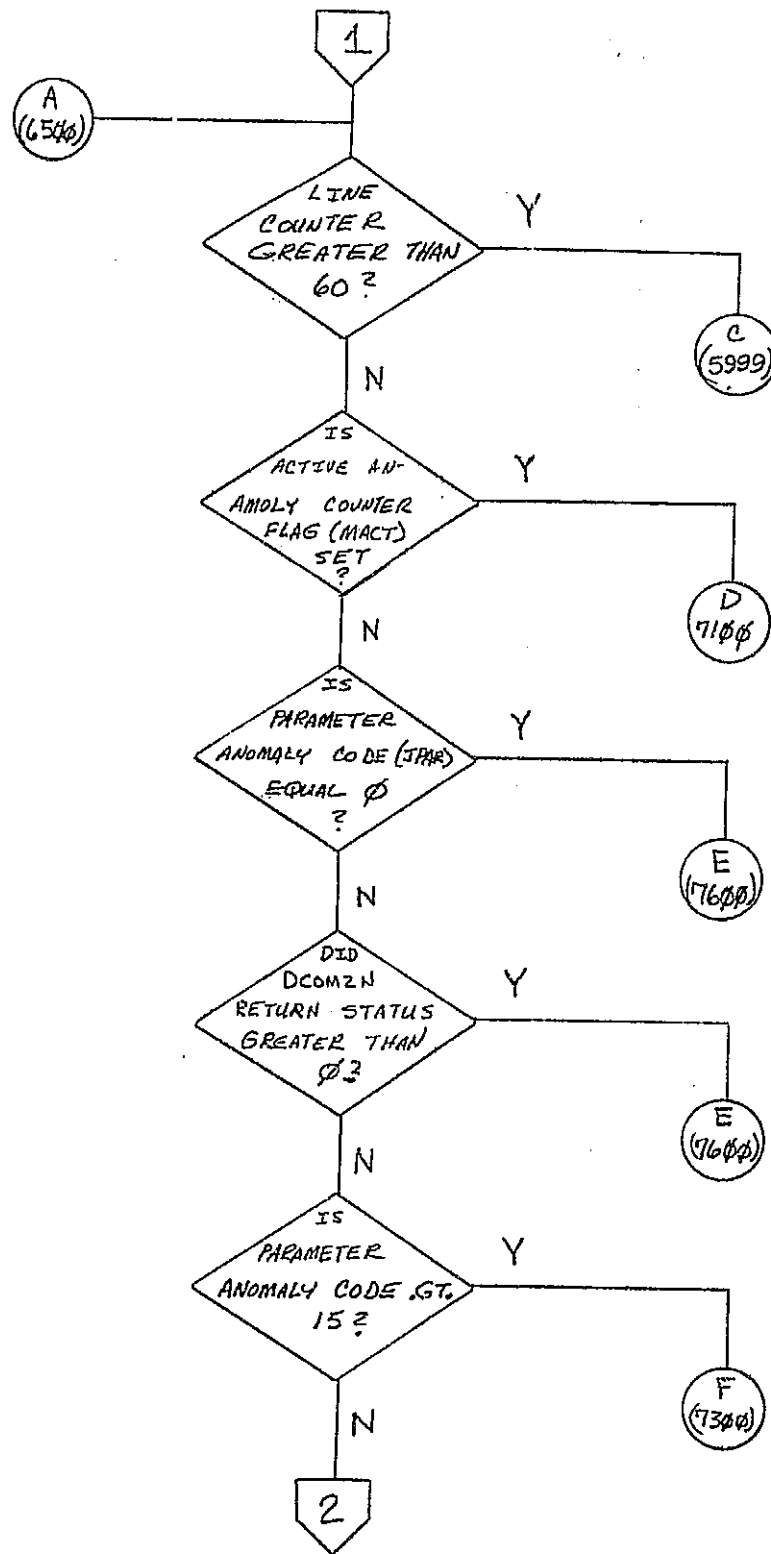 1
A
(65ØØ)
LINE
COUNTER
GREATER THAN
60?
Y
C
(5999)
N
IS
ACTIVE AN-
AMOLY COUNTER
FLAG (MACT)
SET
?
Y
D
71ØØ
N
IS
PARAMETER
ANOMALY CODE (JPAR)
EQUAL Ø
?
Y
E
(76ØØ)
N
DID
DCOMZN
RETURN STATUS
GREATER THAN
Ø?
Y
E
(76ØØ)
N
IS
PARAMETER
ANOMALY CODE .GT.
15?
Y
F
(73ØØ)
N
2